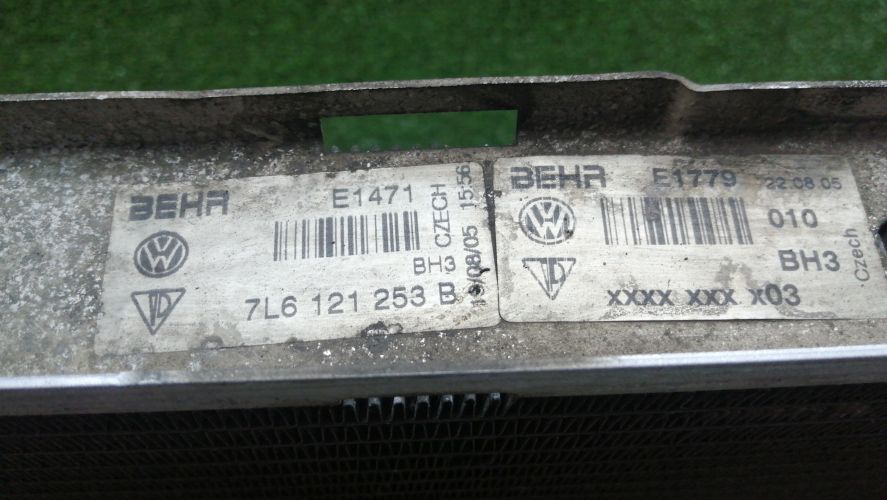 BEHR E1471
CZECH 15:56
BH3
7L6 121 253 B
BEHR E1779 22.08.05
010
BH3
Czech
xxxx xxx x03